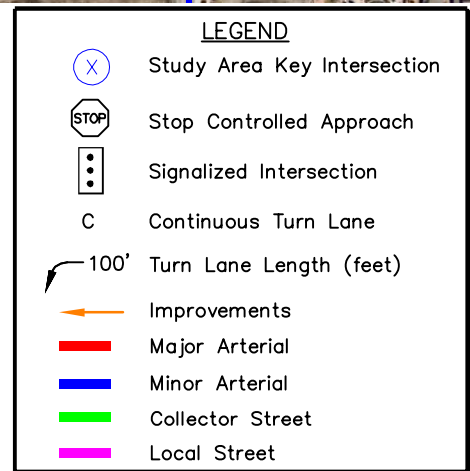 LEGEND
X Study Area Key Intersection
STOP Stop Controlled Approach
Signalized Intersection
C Continuous Turn Lane
100' Turn Lane Length (feet)
Improvements
Major Arterial
Minor Arterial
Collector Street
Local Street